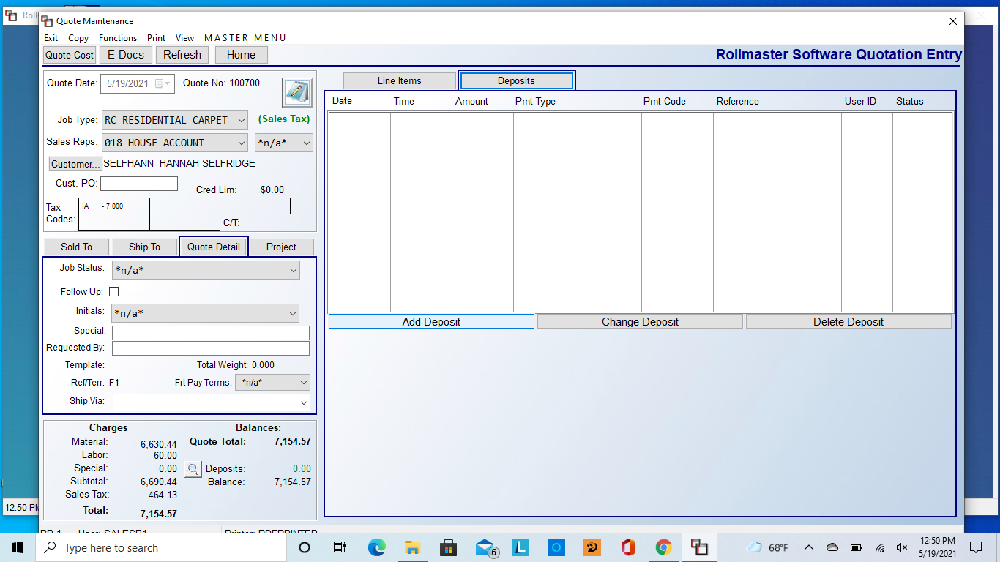 Roll
Quote Maintenance
Exit Copy Functions Print View MASTER MENU
Quote Cost E-Docs Refresh Home
Rollmaster Software Quotation Entry
Quote Date: 5/19/2021 Quote No: 100700
Job Type: RC RESIDENTIAL CARPET (Sales Tax)
Sales Reps: 018 HOUSE ACCOUNT *n/a*
Customer... SELFHANN HANNAH SELFRIDGE
Cust. PO:
Cred Lim: $0.00
Tax Codes: IA - 7.000
C/T:
Sold To Ship To Quote Detail Project
Job Status: *n/a*
Follow Up:
Initials: *n/a*
Special:
Requested By:
Template: Total Weight: 0.000
Ref/Terr: F1 Frt Pay Terms: *n/a*
Ship Via:
Charges Balances:
Material: 6,630.44 Quote Total: 7,154.57
Labor: 60.00
Special: 0.00 Deposits: 0.00
Subtotal: 6,690.44 Balance: 7,154.57
Sales Tax: 464.13
Total: 7,154.57
Line Items Deposits
Date Time Amount Pmt Type Pmt Code Reference User ID Status
Add Deposit Change Deposit Delete Deposit
12:50 PM
Type here to search
6
L
68°F
12:50 PM
5/19/2021